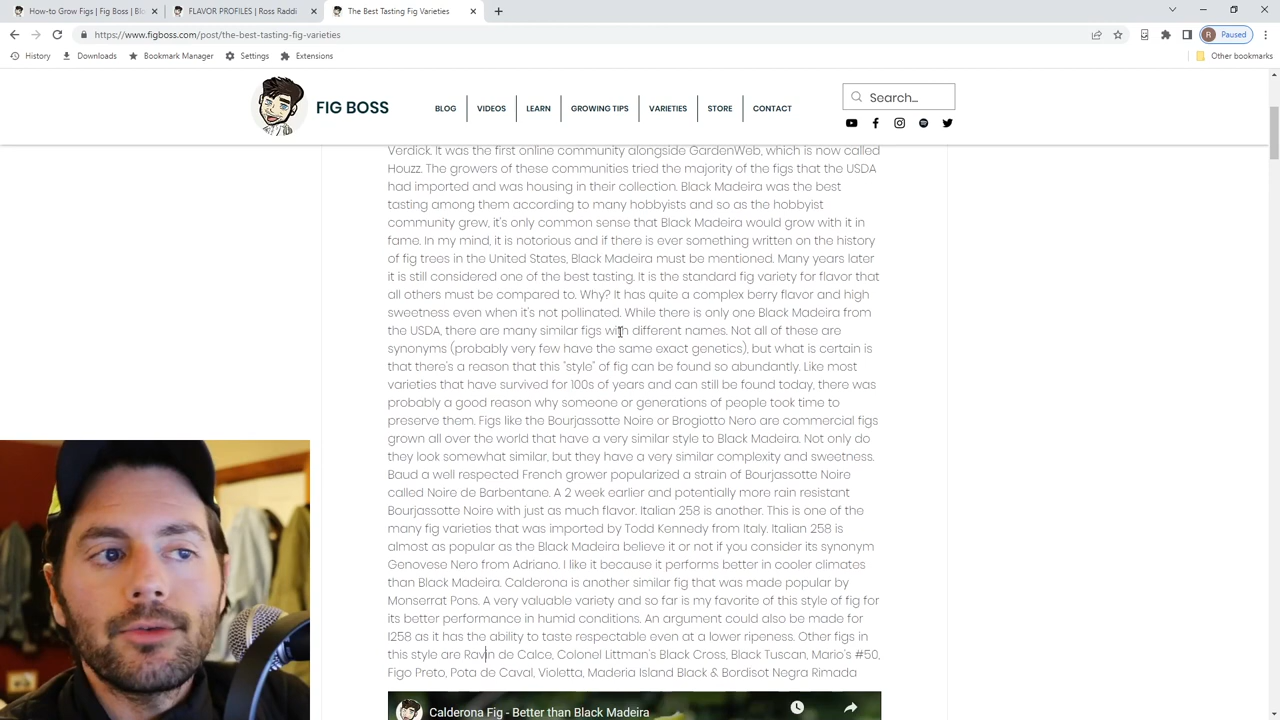 How-to Grow Figs | Fig Boss | Blo
FLAVOR PROFILES | Ross Raddi
The Best Tasting Fig Varieties
https://www.figboss.com/post/the-best-tasting-fig-varieties
R Paused
History Downloads Bookmark Manager Settings Extensions Other bookmarks
FIG BOSS
BLOG VIDEOS LEARN GROWING TIPS VARIETIES STORE CONTACT
Search...
Verdick. It was the first online community alongside GardenWeb, which is now called
Houzz. The growers of these communities tried the majority of the figs that the USDA
had imported and was housing in their collection. Black Madeira was the best
tasting among them according to many hobbyists and so as the hobbyist
community grew, it's only common sense that Black Madeira would grow with it in
fame. In my mind, it is notorious and if there is ever something written on the history
of fig trees in the United States, Black Madeira must be mentioned. Many years later
it is still considered one of the best tasting. It is the standard fig variety for flavor that
all others must be compared to. Why? It has quite a complex berry flavor and high
sweetness even when it's not pollinated. While there is only one Black Madeira from
the USDA, there are many similar figs with different names. Not all of these are
synonyms (probably very few have the same exact genetics), but what is certain is
that there's a reason that this "style" of fig can be found so abundantly. Like most
varieties that have survived for 100s of years and can still be found today, there was
probably a good reason why someone or generations of people took time to
preserve them. Figs like the Bourjassotte Noire or Brogiotto Nero are commercial figs
grown all over the world that have a very similar style to Black Madeira. Not only do
they look somewhat similar, but they have a very similar complexity and sweetness.
Baud a well respected French grower popularized a strain of Bourjassotte Noire
called Noire de Barbentane. A 2 week earlier and potentially more rain resistant
Bourjassotte Noire with just as much flavor. Italian 258 is another. This is one of the
many fig varieties that was imported by Todd Kennedy from Italy. Italian 258 is
almost as popular as the Black Madeira believe it or not if you consider its synonym
Genovese Nero from Adriano. I like it because it performs better in cooler climates
than Black Madeira. Calderona is another similar fig that was made popular by
Monserrat Pons. A very valuable variety and so far is my favorite of this style of fig for
its better performance in humid conditions. An argument could also be made for
I258 as it has the ability to taste respectable even at a lower ripeness. Other figs in
this style are Ravin de Calce, Colonel Littman's Black Cross, Black Tuscan, Mario's #50,
Figo Preto, Pota de Caval, Violetta, Maderia Island Black & Bordisot Negra Rimada
Calderona Fig - Better than Black Madeira